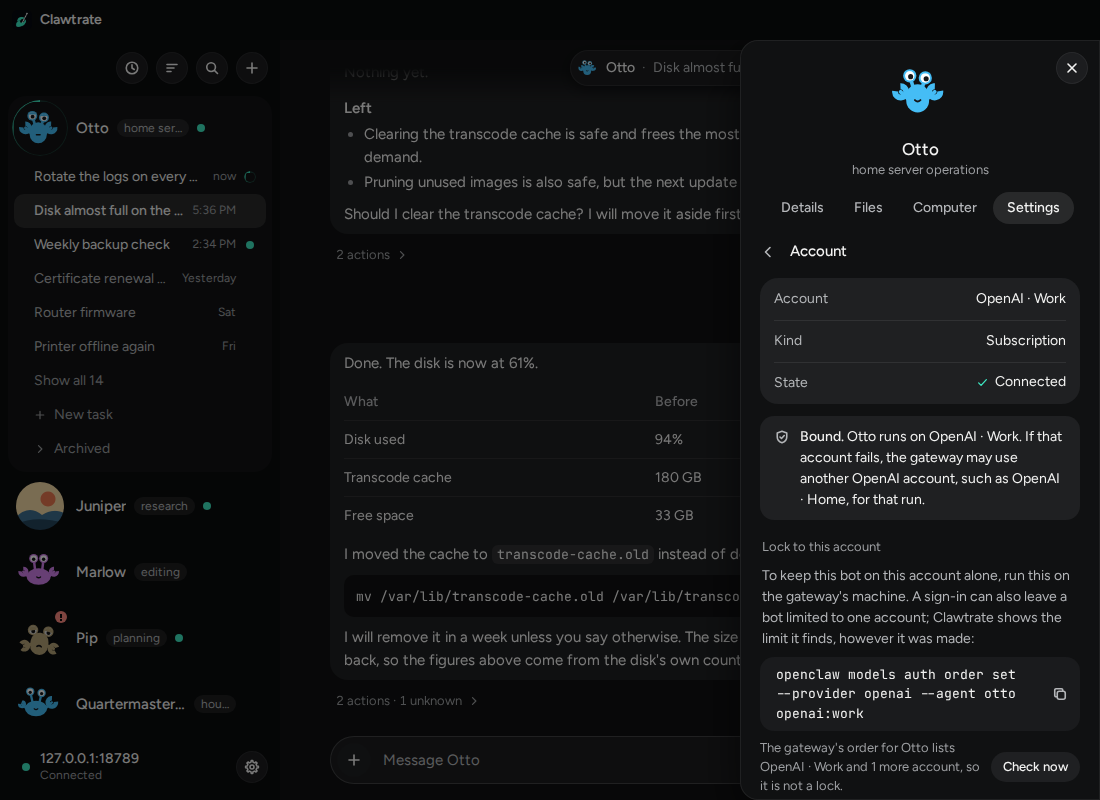 Clawtrate
Otto home ser...
Rotate the logs on every ... now
Disk almost full on the ... 5:36 PM
Weekly backup check 2:34 PM
Certificate renewal ... Yesterday
Router firmware Sat
Printer offline again Fri
Show all 14
+ New task
Archived
Juniper research
Marlow editing
! Pip planning
Quartermaster... hou...
127.0.0.1:18789
Connected
Otto · Disk almost fu
Nothing yet.
Left
• Clearing the transcode cache is safe and frees the most
demand.
• Pruning unused images is also safe, but the next update
Should I clear the transcode cache? I will move it aside first
2 actions
Done. The disk is now at 61%.
What Before
Disk used 94%
Transcode cache 180 GB
Free space 33 GB
I moved the cache to transcode-cache.old instead of d
mv /var/lib/transcode-cache.old /var/lib/transco
I will remove it in a week unless you say otherwise. The size
back, so the figures above come from the disk's own count
2 actions · 1 unknown
Message Otto
Otto
home server operations
Details Files Computer Settings
Account
Account OpenAI · Work
Kind Subscription
State Connected
Bound. Otto runs on OpenAI · Work. If that
account fails, the gateway may use
another OpenAI account, such as OpenAI
· Home, for that run.
Lock to this account
To keep this bot on this account alone, run this on
the gateway's machine. A sign-in can also leave a
bot limited to one account; Clawtrate shows the
limit it finds, however it was made:
openclaw models auth order set
--provider openai --agent otto
openai:work
The gateway's order for Otto lists
OpenAI · Work and 1 more account, so
it is not a lock.
Check now